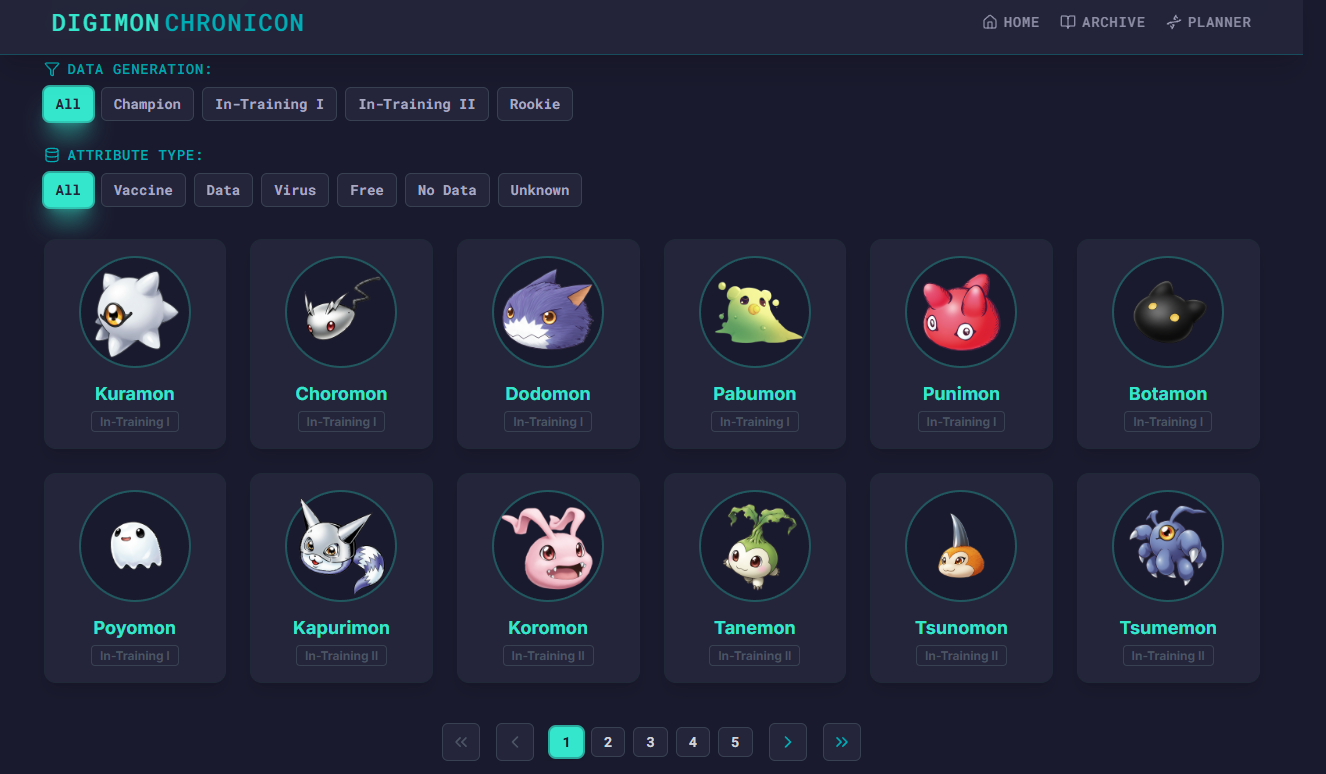 DIGIMON CHRONICON HOME ARCHIVE PLANNER
DATA GENERATION:
All Champion In-Training I In-Training II Rookie
ATTRIBUTE TYPE:
All Vaccine Data Virus Free No Data Unknown
Kuramon Choromon Dodomon Pabumon Punimon Botamon
In-Training I In-Training I In-Training I In-Training I In-Training I In-Training I
Poyomon Kapurimon Koromon Tanemon Tsunomon Tsumemon
In-Training I In-Training II In-Training II In-Training II In-Training II In-Training II
1 2 3 4 5